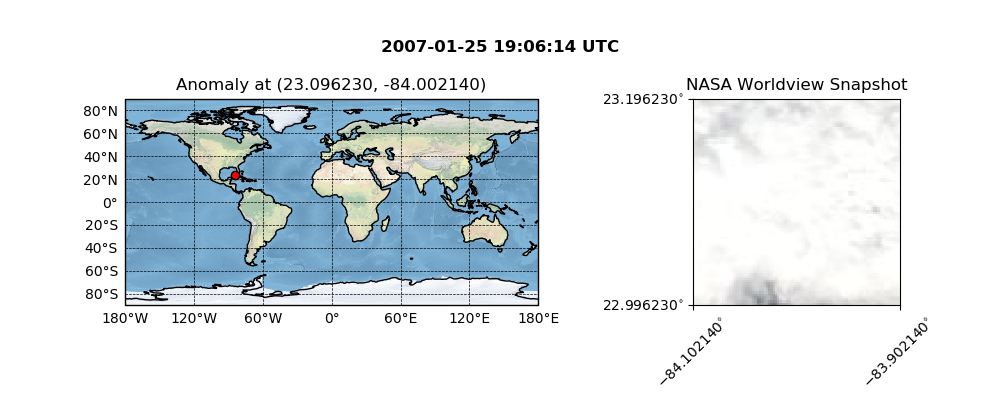 2007-01-25 19:06:14 UTC
Anomaly at (23.096230, -84.002140)
80°N
60°N
40°N
20°N
0°
20°S
40°S
60°S
80°S
180°W 120°W 60°W 0° 60°E 120°E 180°E
NASA Worldview Snapshot
23.196230°
22.996230°
−84.102140°
−83.902140°